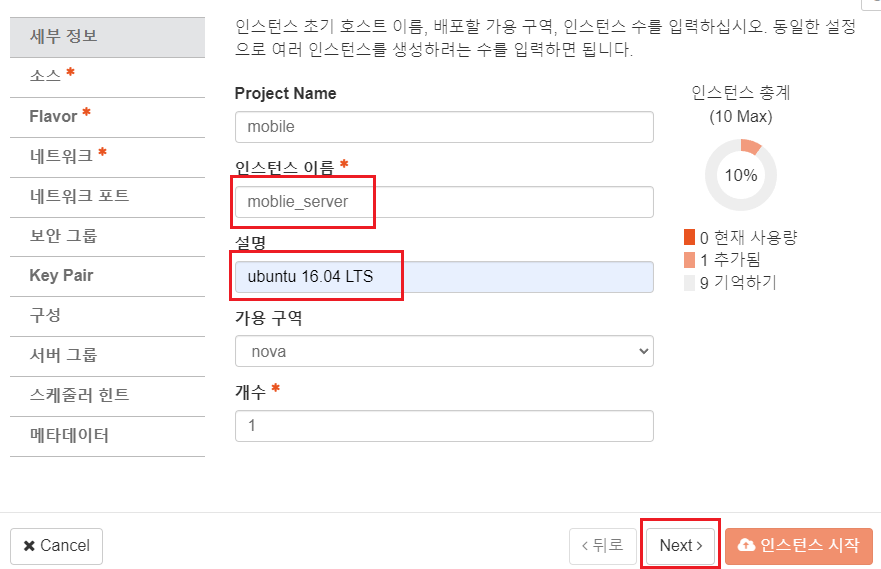 세부 정보
소스 *
Flavor *
네트워크 *
네트워크 포트
보안 그룹
Key Pair
구성
서버 그룹
스케줄러 힌트
메타데이터
인스턴스 초기 호스트 이름, 배포할 가용 구역, 인스턴스 수를 입력하십시오. 동일한 설정
으로 여러 인스턴스를 생성하려는 수를 입력하면 됩니다.
Project Name
mobile
인스턴스 이름 *
moblie_server
설명
ubuntu 16.04 LTS
가용 구역
nova
개수 *
1
인스턴스 총계
(10 Max)
10%
0 현재 사용량
1 추가됨
9 기억하기
✖ Cancel
< 뒤로
Next >
인스턴스 시작